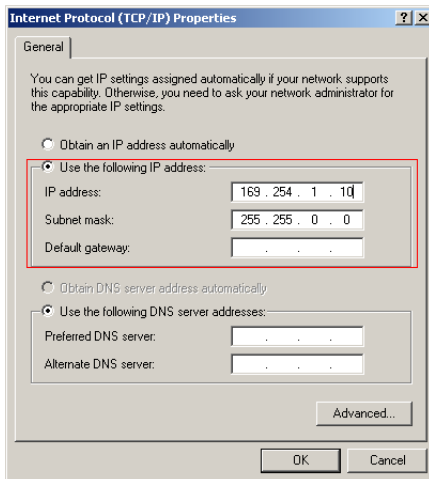 Internet Protocol (TCP/IP) Properties
General
You can get IP settings assigned automatically if your network supports
this capability. Otherwise, you need to ask your network administrator for
the appropriate IP settings.
Obtain an IP address automatically
Use the following IP address:
IP address: 169 . 254 . 1 . 10
Subnet mask: 255 . 255 . 0 . 0
Default gateway: . . .
Obtain DNS server address automatically
Use the following DNS server addresses:
Preferred DNS server: . . .
Alternate DNS server: . . .
Advanced...
OK Cancel